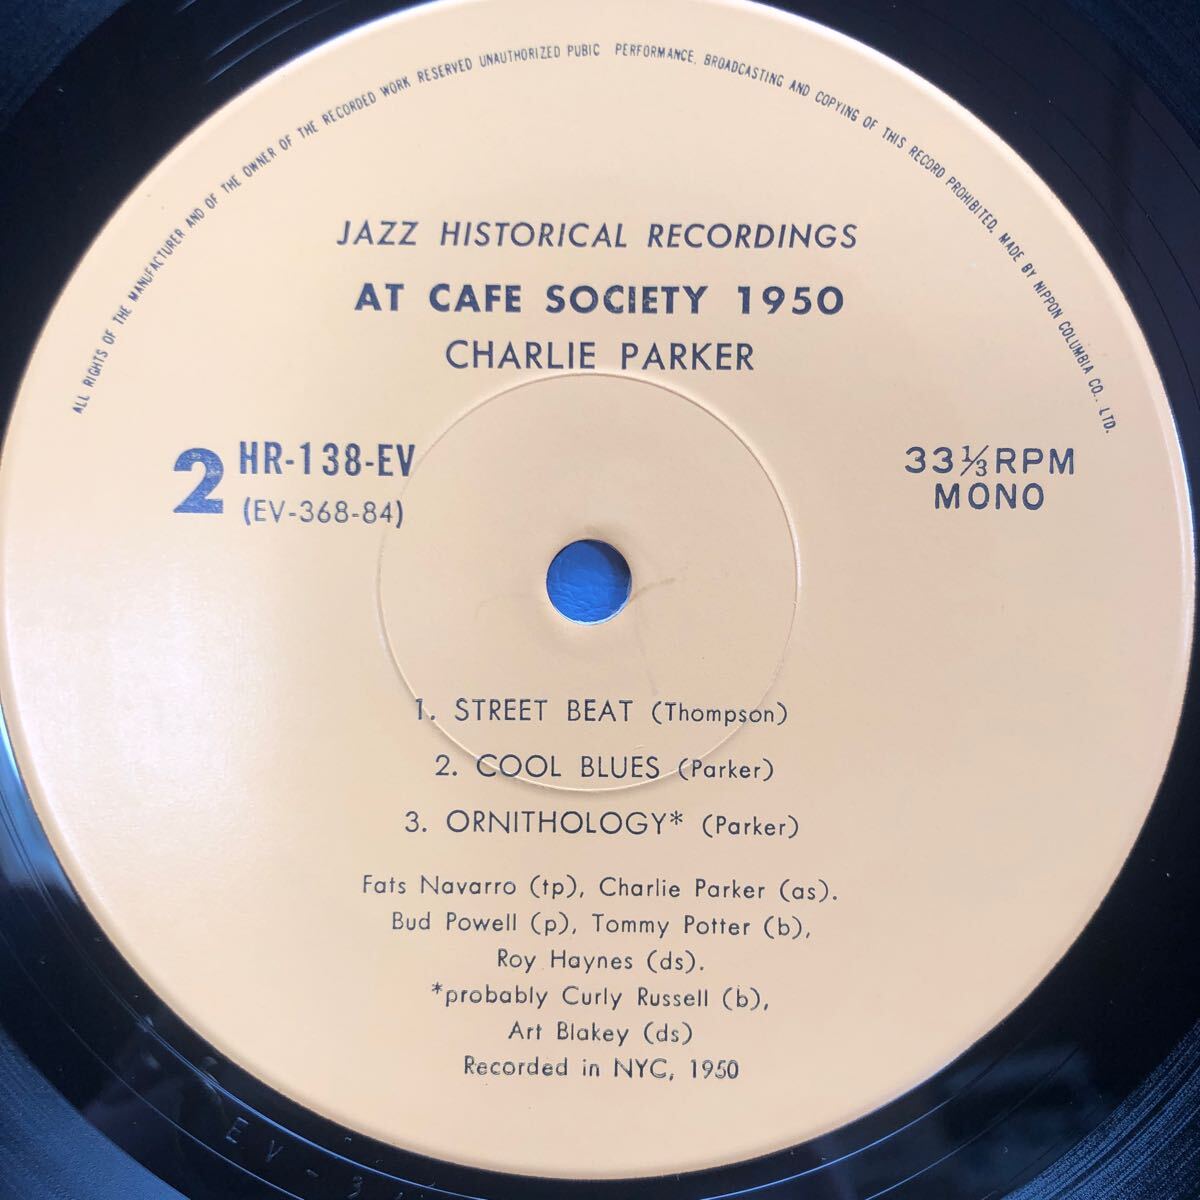 ALL RIGHTS OF THE MANUFACTURER AND OF THE OWNER OF THE RECORDED WORK RESERVED UNAUTHORIZED PUBIC PERFORMANCE, BROADCASTING AND COPYING OF THIS RECORD PROHIBITED. MADE BY NIPPON COLUMBIA CO., LTD.
JAZZ HISTORICAL RECORDINGS
AT CAFE SOCIETY 1950
CHARLIE PARKER
2 HR-138-EV
(EV-368-84)
33⅓RPM
MONO
1. STREET BEAT (Thompson)
2. COOL BLUES (Parker)
3. ORNITHOLOGY* (Parker)
Fats Navarro (tp), Charlie Parker (as).
Bud Powell (p), Tommy Potter (b),
Roy Haynes (ds).
*probably Curly Russell (b),
Art Blakey (ds)
Recorded in NYC, 1950
EV-3